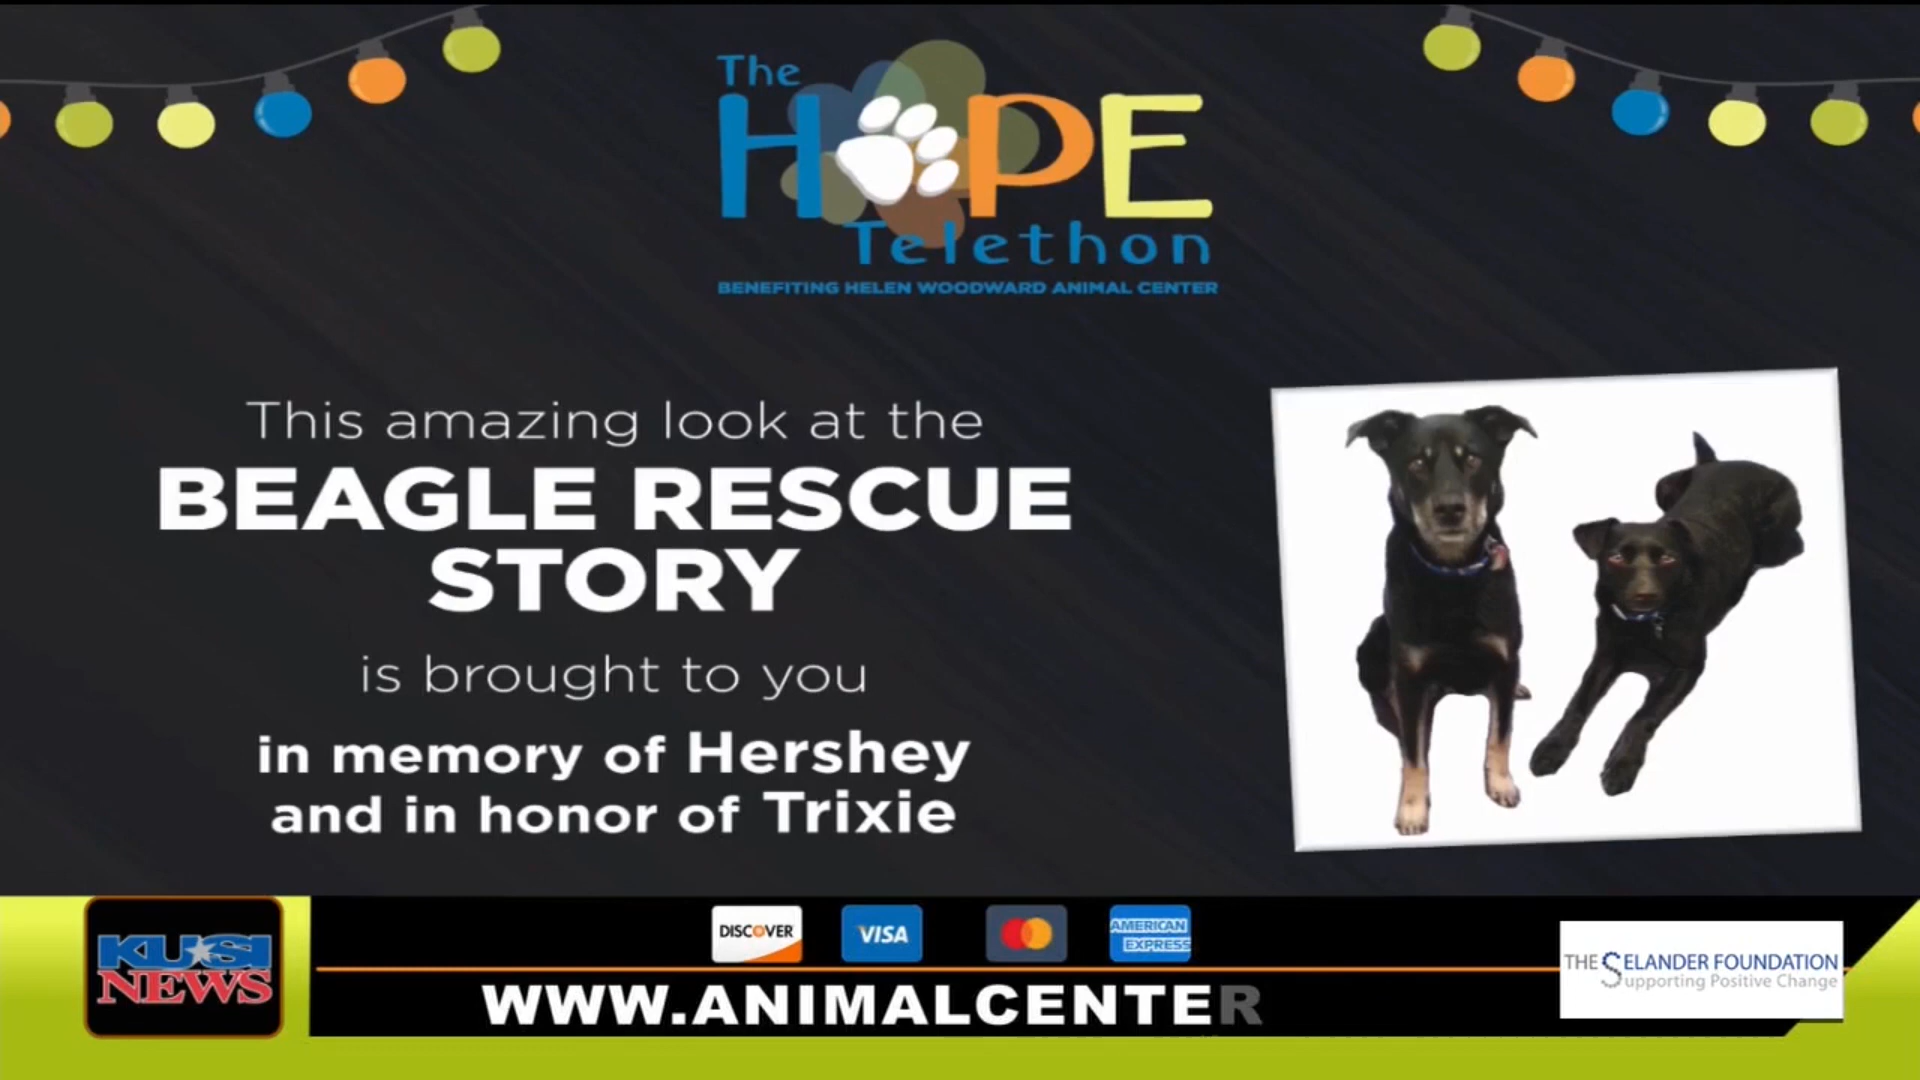 The
HOPE
Telethon
BENEFITING HELEN WOODWARD ANIMAL CENTER
This amazing look at the
BEAGLE RESCUE
STORY
is brought to you
in memory of Hershey
and in honor of Trixie
KUSI
NEWS
DISCOVER
VISA
AMERICAN
EXPRESS
WWW.ANIMALCENTER
THE SELANDER FOUNDATION
Supporting Positive Change